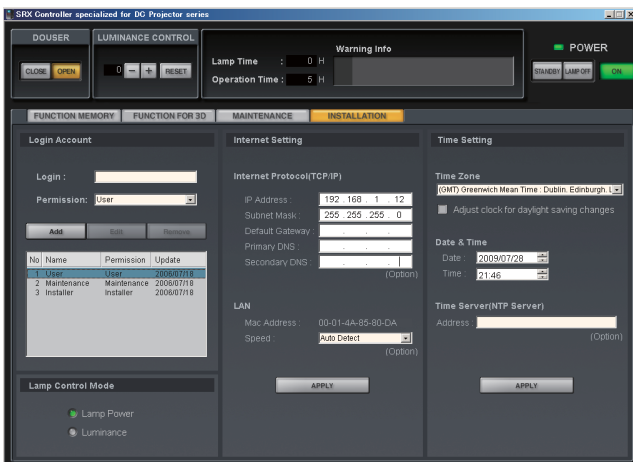 SRX Controller specialized for DC Projector series
DOUSER
CLOSE OPEN
LUMINANCE CONTROL
0 - + RESET
Lamp Time : 0 H
Operation Time : 5 H
Warning Info
POWER
STANDBY LAMP OFF ON
FUNCTION MEMORY FUNCTION FOR 3D MAINTENANCE INSTALLATION
Login Account
Login :
Permission: User
Add Edit Remove
No Name Permission Update
1 User User 2006/07/18
2 Maintenance Maintenance 2006/07/18
3 Installer Installer 2006/07/18
Lamp Control Mode
Lamp Power
Luminance
Internet Setting
Internet Protocol(TCP/IP)
IP Address : 192 . 168 . 1 . 12
Subnet Mask : 255 . 255 . 255 . 0
Default Gateway : . . .
Primary DNS : . . .
Secondary DNS : . . .
(Option)
LAN
Mac Address : 00-01-4A-85-80-DA
Speed : Auto Detect
(Option)
APPLY
Time Setting
Time Zone
(GMT) Greenwich Mean Time : Dublin. Edinburgh. L
Adjust clock for daylight saving changes
Date & Time
Date : 2009/07/28
Time : 21:46
Time Server(NTP Server)
Address :
(Option)
APPLY